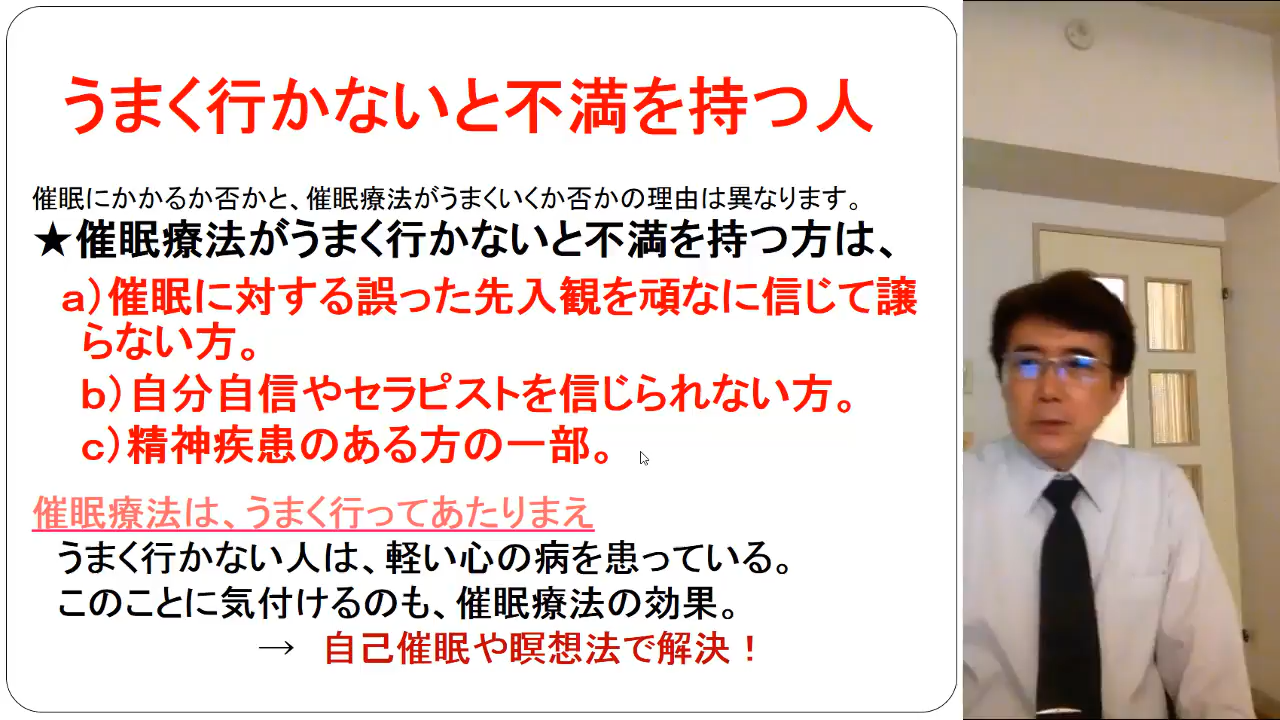 うまく行かないと不満を持つ人
催眠にかかるか否かと、催眠療法がうまくいくか否かの理由は異なります。
★催眠療法がうまく行かないと不満を持つ方は、
a）催眠に対する誤った先入観を頑なに信じて譲
らない方。
b）自分自信やセラピストを信じられない方。
c）精神疾患のある方の一部。
催眠療法は、うまく行ってあたりまえ
うまく行かない人は、軽い心の病を患っている。
このことに気付けるのも、催眠療法の効果。
→ 自己催眠や瞑想法で解決！